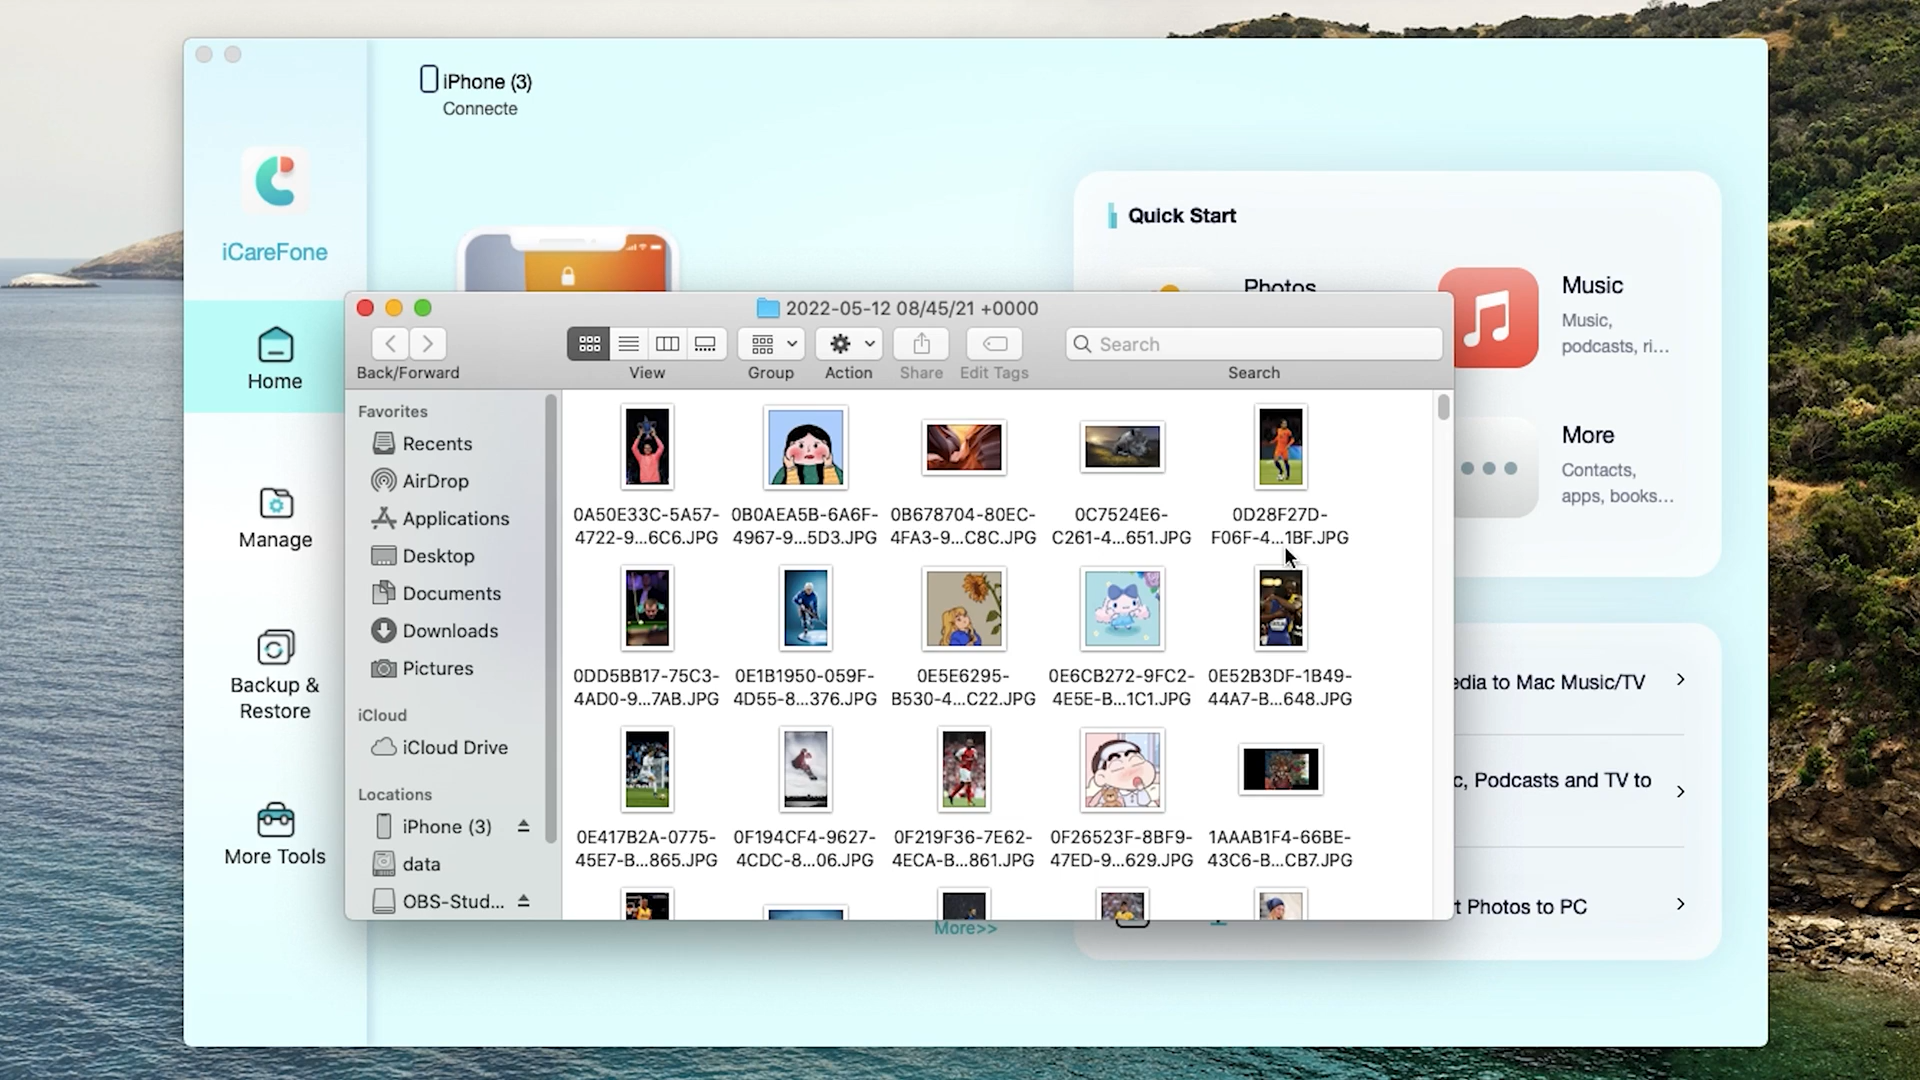 iPhone (3)
Connecte
iCareFone
Home
Manage
Backup &
Restore
More Tools
Quick Start
Photos
Music
Music,
podcasts, ri...
More
Contacts,
apps, books...
edia to Mac Music/TV
c, Podcasts and TV to
t Photos to PC
More>>
2022-05-12 08/45/21 +0000
Back/Forward
View
Group
Action
Share
Edit Tags
Search
Search
Favorites
Recents
AirDrop
Applications
Desktop
Documents
Downloads
Pictures
iCloud
iCloud Drive
Locations
iPhone (3)
data
OBS-Stud...
0A50E33C-5A57-
4722-9...6C6.JPG
0B0AEA5B-6A6F-
4967-9...5D3.JPG
0B678704-80EC-
4FA3-9...C8C.JPG
0C7524E6-
C261-4...651.JPG
0D28F27D-
F06F-4...1BF.JPG
0DD5BB17-75C3-
4AD0-9...7AB.JPG
0E1B1950-059F-
4D55-8...376.JPG
0E5E6295-
B530-4...C22.JPG
0E6CB272-9FC2-
4E5E-B...1C1.JPG
0E52B3DF-1B49-
44A7-B...648.JPG
0E417B2A-0775-
45E7-B...865.JPG
0F194CF4-9627-
4CDC-8...06.JPG
0F219F36-7E62-
4ECA-B...861.JPG
0F26523F-8BF9-
47ED-9...629.JPG
1AAAB1F4-66BE-
43C6-B...CB7.JPG